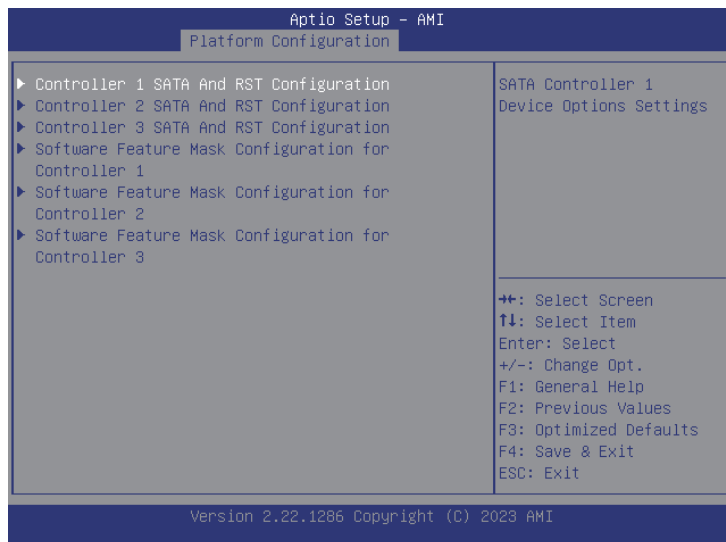 Aptio Setup – AMI
Platform Configuration
▶ Controller 1 SATA And RST Configuration
▶ Controller 2 SATA And RST Configuration
▶ Controller 3 SATA And RST Configuration
▶ Software Feature Mask Configuration for
Controller 1
▶ Software Feature Mask Configuration for
Controller 2
▶ Software Feature Mask Configuration for
Controller 3
SATA Controller 1
Device Options Settings
→←: Select Screen
↑↓: Select Item
Enter: Select
+/-: Change Opt.
F1: General Help
F2: Previous Values
F3: Optimized Defaults
F4: Save & Exit
ESC: Exit
Version 2.22.1286 Copyright (C) 2023 AMI